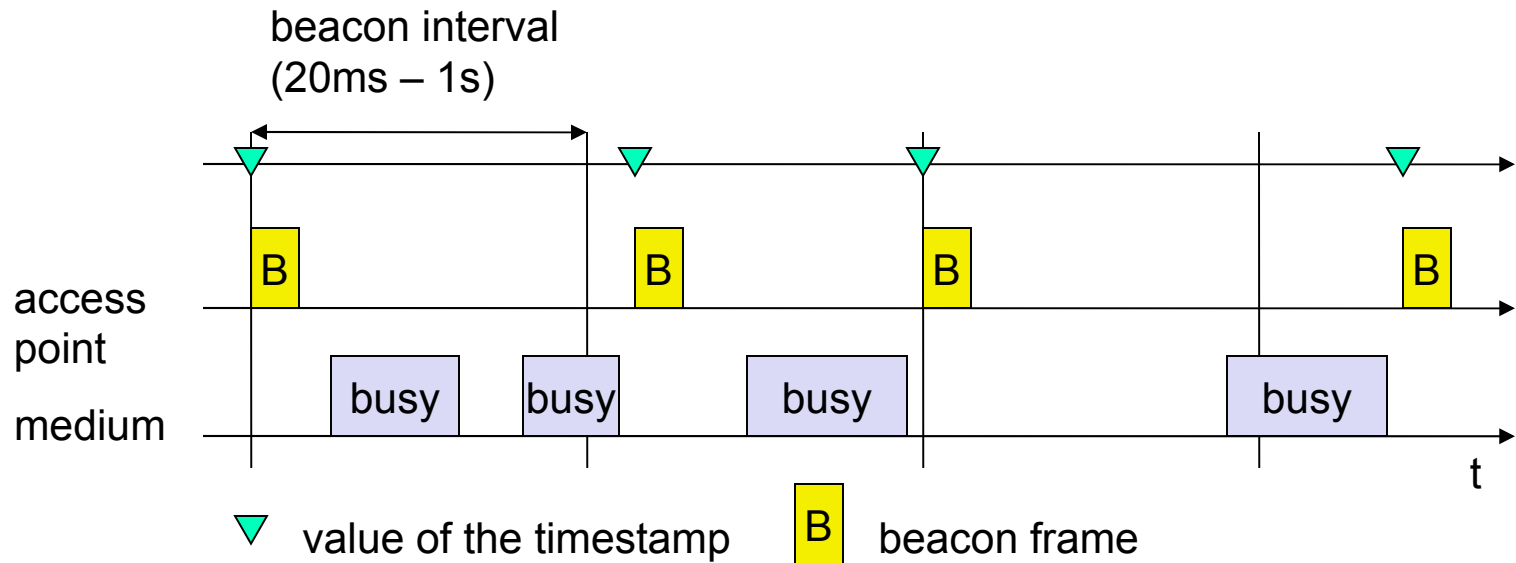 beacon interval
(20ms – 1s)
B
B
B
B
access
point
busy
busy
busy
busy
medium
t
value of the timestamp
B
beacon frame